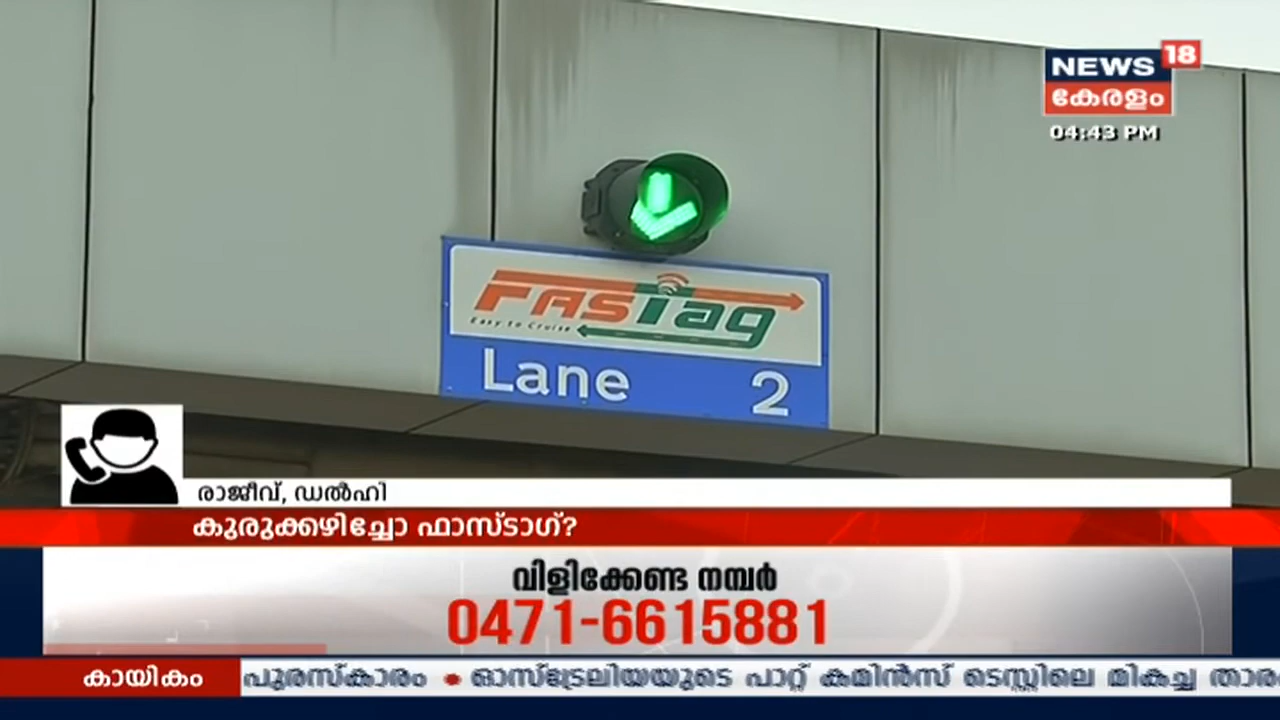 NEWS 18
കേരളം
04:43 PM
FASTag
Easy to Cruise
Lane 2
രാജീവ്, ഡൽഹി
കുരുക്കഴിച്ചോ ഫാസ്ടാഗ്?
വിളിക്കേണ്ട നമ്പർ
0471-6615881
കായികം പുരസ്കാരം • ഓസ്ട്രേലിയയുടെ പാറ്റ് കമിൻസ് ടെസ്റ്റിലെ മികച്ച താരം